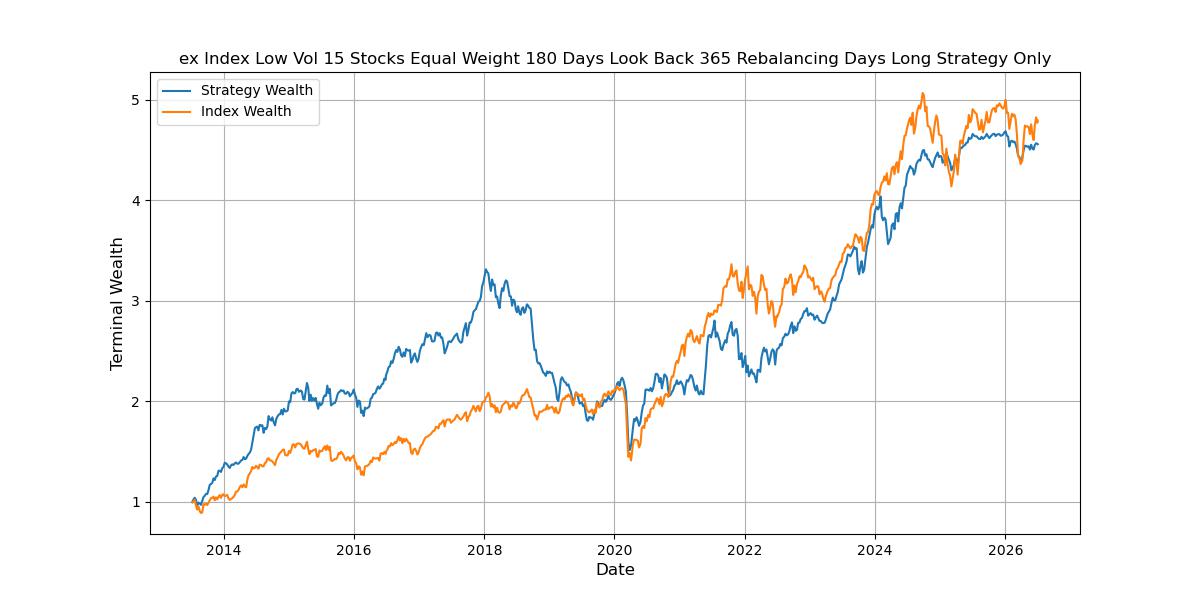 ex Index Low Vol 15 Stocks Equal Weight 180 Days Look Back 365 Rebalancing Days Long Strategy Only
Strategy Wealth
Index Wealth
Terminal Wealth
5
4
3
2
1
2014 2016 2018 2020 2022 2024 2026
Date